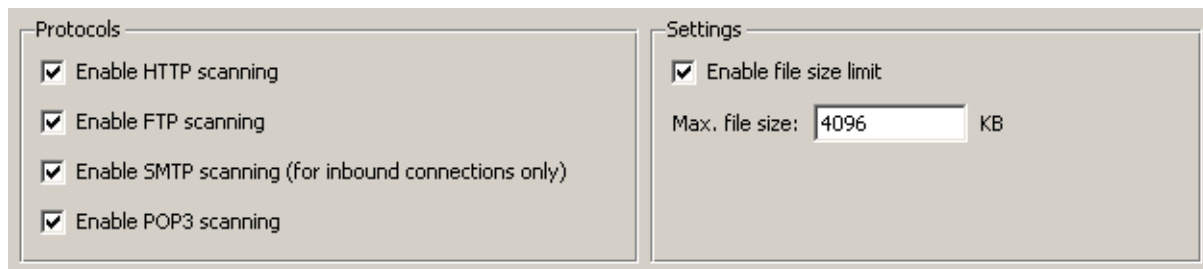 Protocols
Enable HTTP scanning
Enable FTP scanning
Enable SMTP scanning (for inbound connections only)
Enable POP3 scanning
Settings
Enable file size limit
Max. file size: 4096 KB